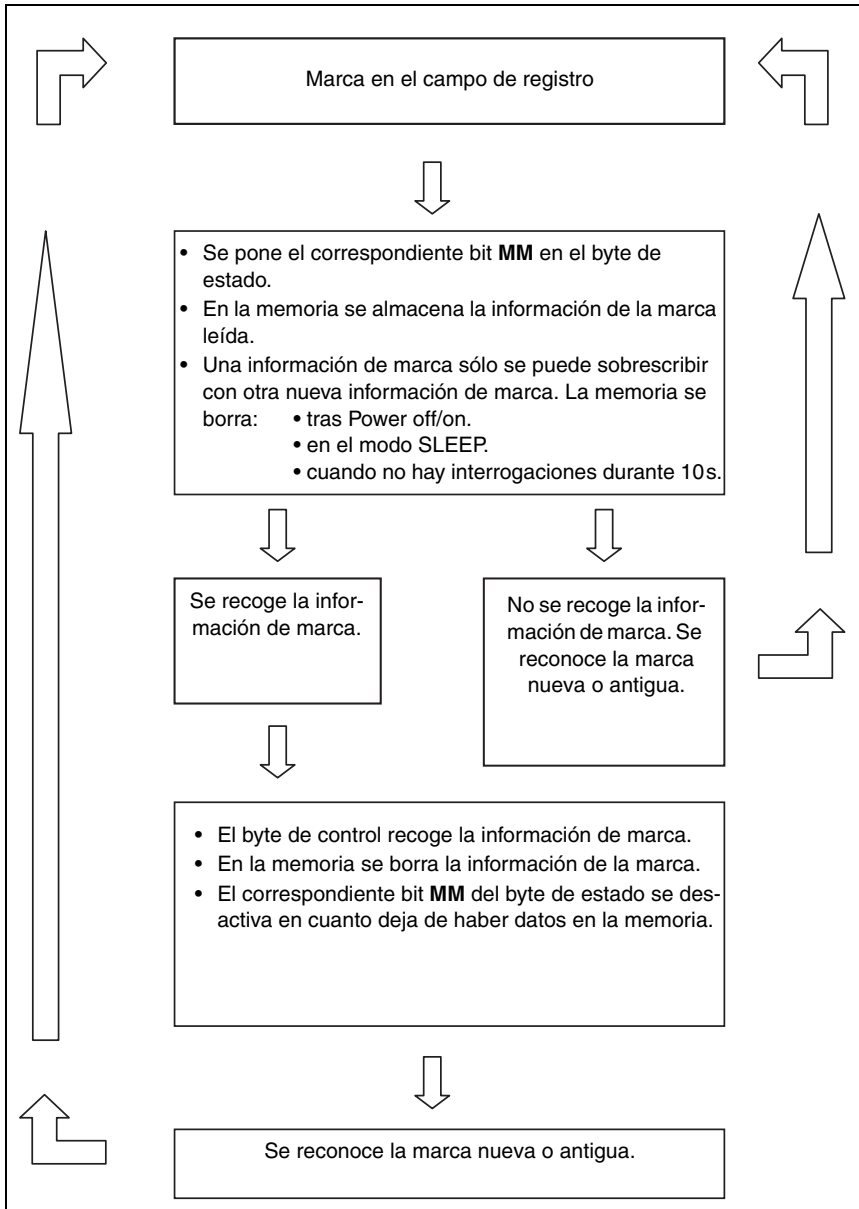 Marca en el campo de registro
• Se pone el correspondiente bit MM en el byte de
estado.
• En la memoria se almacena la información de la marca
leída.
• Una información de marca sólo se puede sobrescribir
con otra nueva información de marca. La memoria se
borra: • tras Power off/on.
• en el modo SLEEP.
• cuando no hay interrogaciones durante 10s.
Se recoge la infor-
mación de marca.
No se recoge la infor-
mación de marca. Se
reconoce la marca
nueva o antigua.
• El byte de control recoge la información de marca.
• En la memoria se borra la información de la marca.
• El correspondiente bit MM del byte de estado se des-
activa en cuanto deja de haber datos en la memoria.
Se reconoce la marca nueva o antigua.